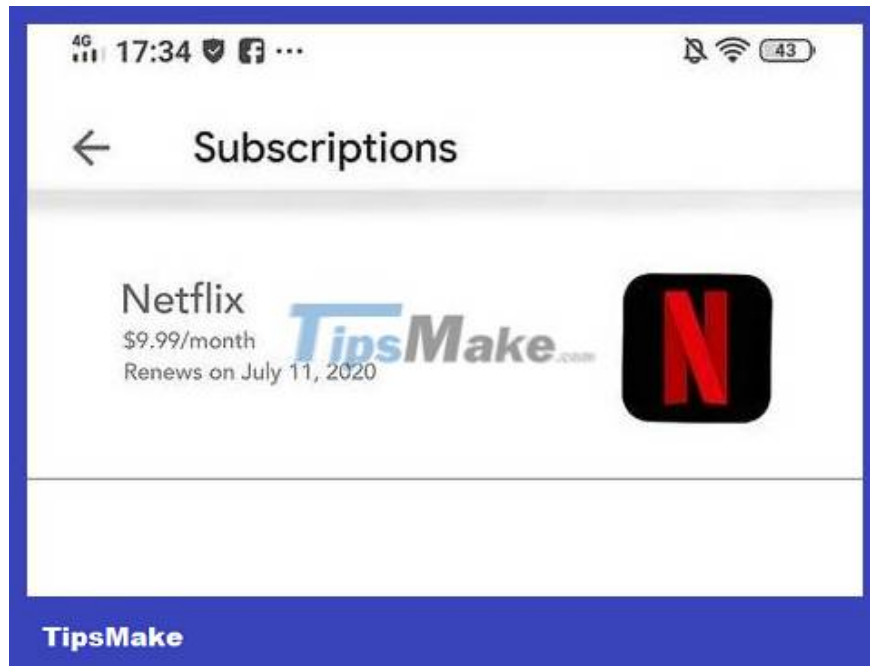 4G 17:34 ...
43
Subscriptions
Netflix
$9.99/month
Renews on July 11, 2020
TipsMake.com
N
TipsMake